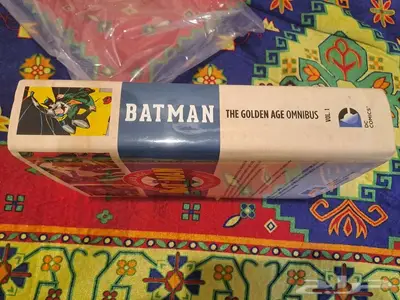 BATMAN
THE GOLDEN AGE OMNIBUS
VOL. 1
DC COMICS